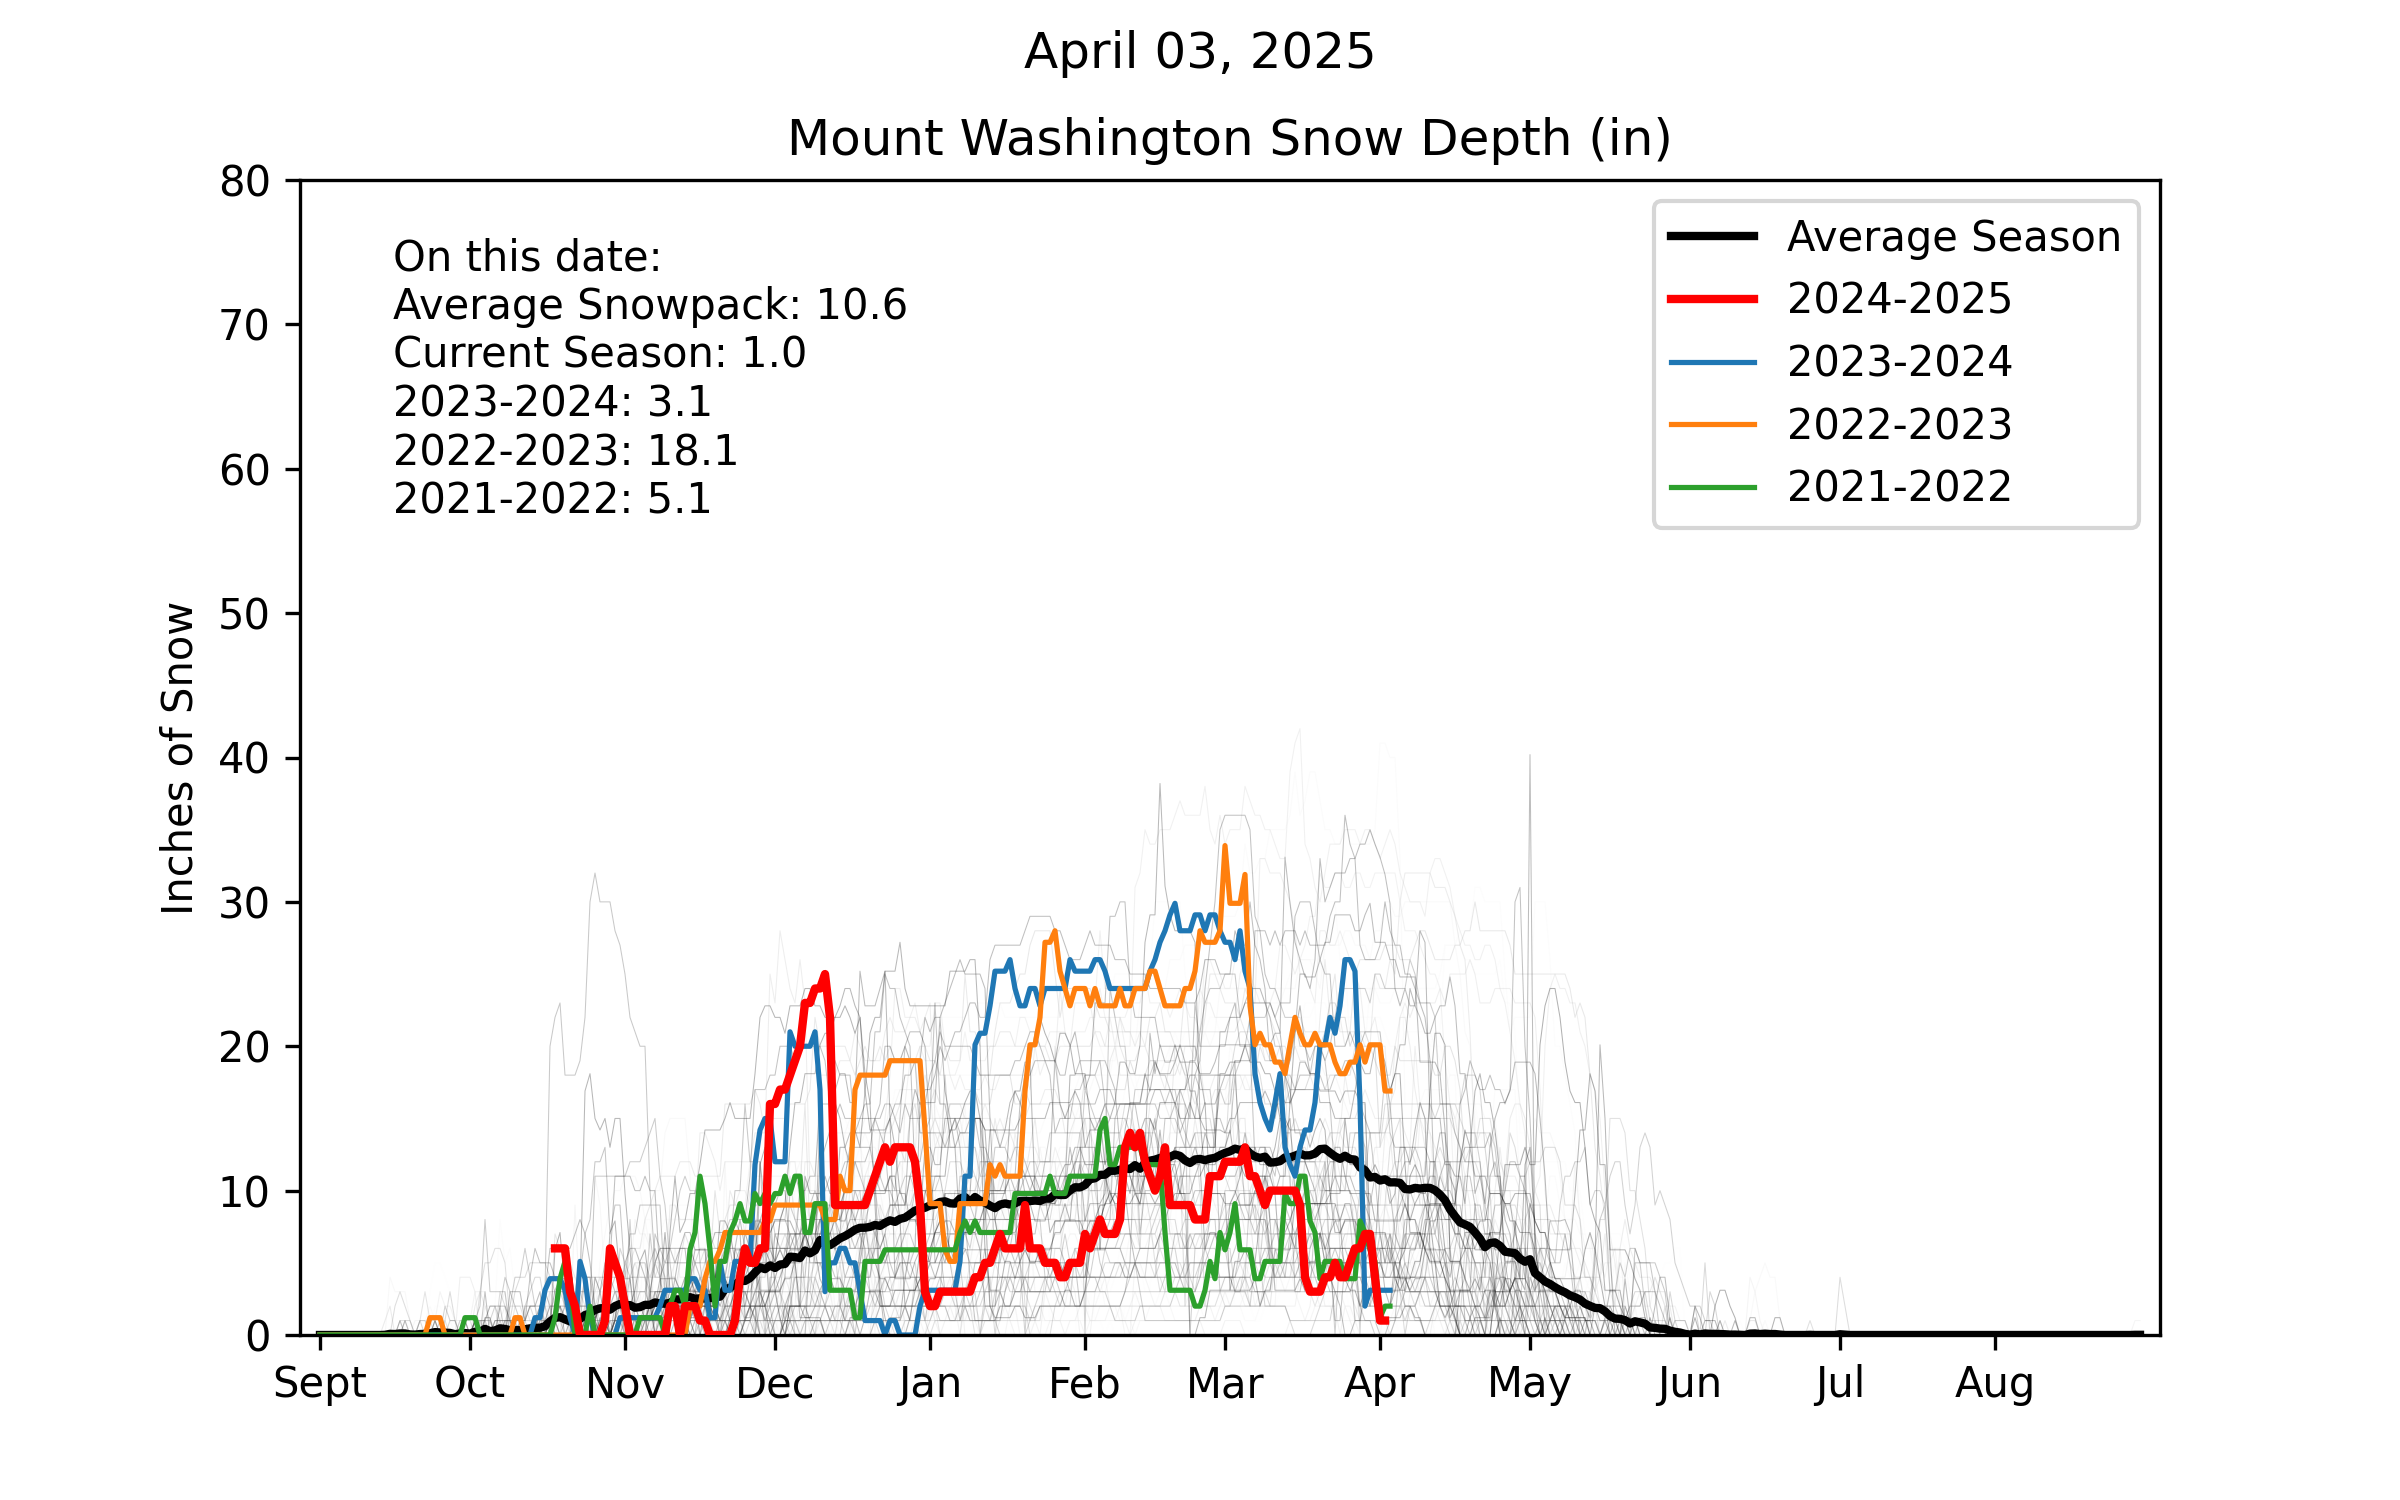 April 03, 2025
Mount Washington Snow Depth (in)
On this date:
Average Snowpack: 10.6
Current Season: 1.0
2023-2024: 3.1
2022-2023: 18.1
2021-2022: 5.1
Average Season
2024-2025
2023-2024
2022-2023
2021-2022
Inches of Snow
80
70
60
50
40
30
20
10
0
Sept Oct Nov Dec Jan Feb Mar Apr May Jun Jul Aug